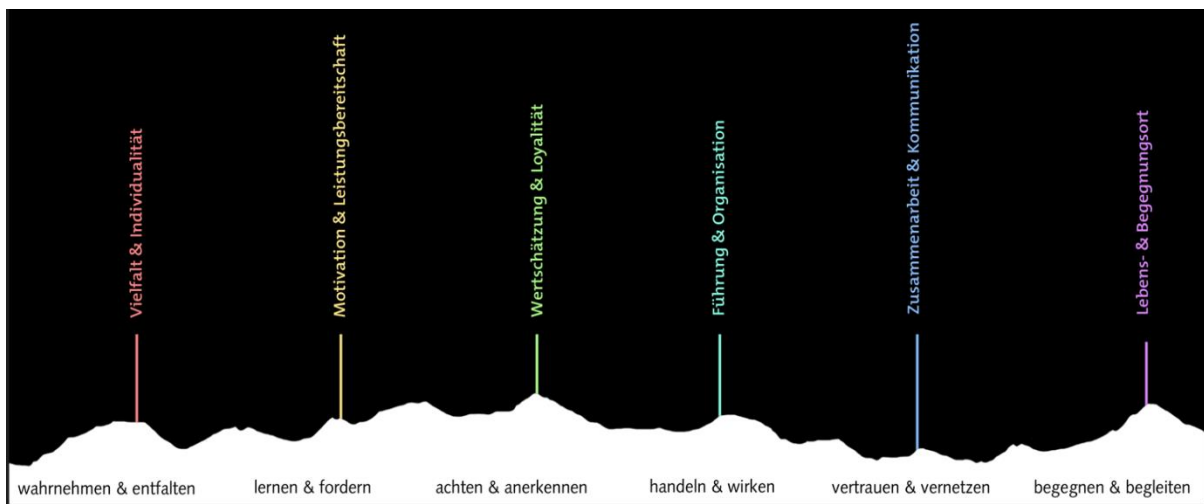 Vielfalt & Individualität
Motivation & Leistungsbereitschaft
Wertschätzung & Loyalität
Führung & Organisation
Zusammenarbeit & Kommunikation
Lebens- & Begegnungsort
wahrnehmen & entfalten
lernen & fordern
achten & anerkennen
handeln & wirken
vertrauen & vernetzen
begegnen & begleiten